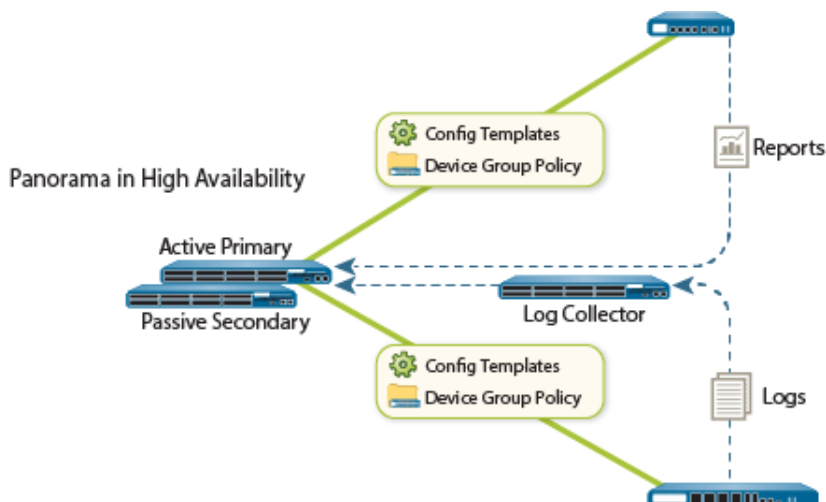 Config Templates
Device Group Policy
Reports
Panorama in High Availability
Active Primary
Passive Secondary
Log Collector
Config Templates
Device Group Policy
Logs